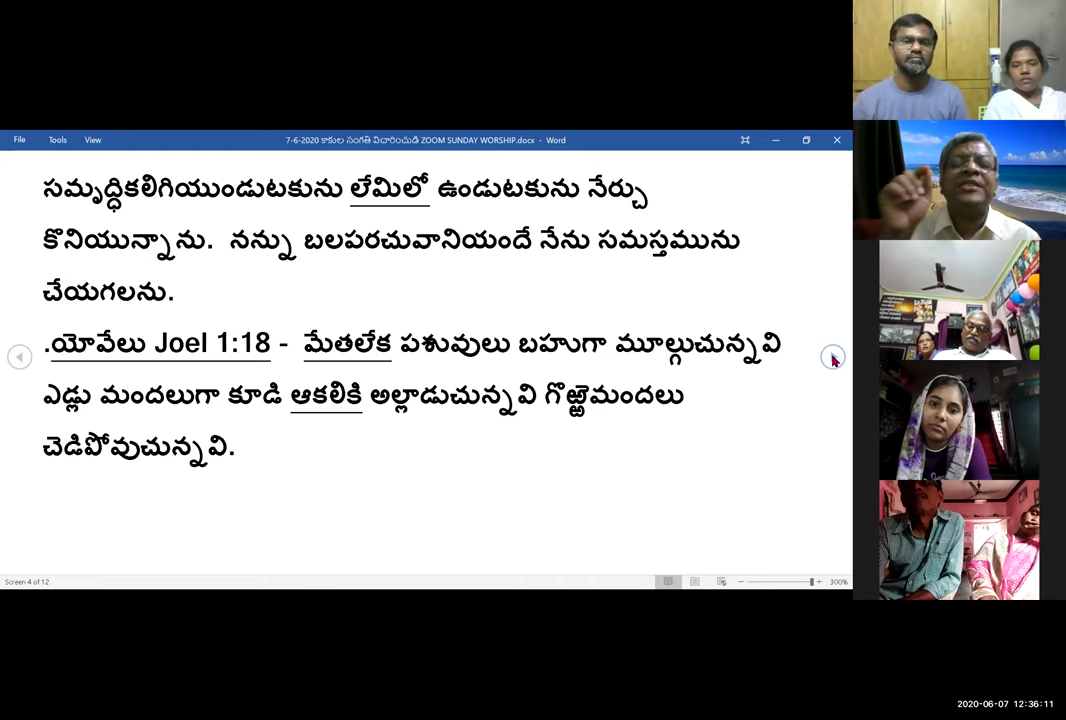 File Tools View 7-6-2020 కాకుల సంగతి విచారించుడి ZOOM SUNDAY WORSHIP.docx - Word
సమృద్ధికలిగియుండుటకును లేమిలో ఉండుటకును నేర్చు
కొనియున్నాను. నన్ను బలపరచువానియందే నేను సమస్తమును
చేయగలను.
.యోవేలు Joel 1:18 - మేతలేక పశువులు బహుగా మూల్గుచున్నవి
ఎడ్లు మందలుగా కూడి ఆకలికి అల్లాడుచున్నవి గొఱ్ఱెమందలు
చెడిపోవుచున్నవి.
Screen 4 of 12 300%
2020-06-07 12:36:11